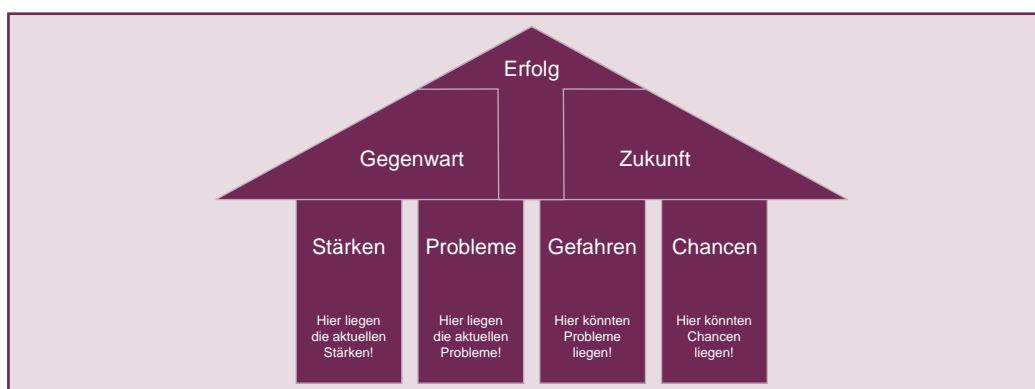 Erfolg
Gegenwart
Zukunft
Stärken
Probleme
Gefahren
Chancen
Hier liegen
die aktuellen
Stärken!
Hier liegen
die aktuellen
Probleme!
Hier könnten
Probleme
liegen!
Hier könnten
Chancen
liegen!